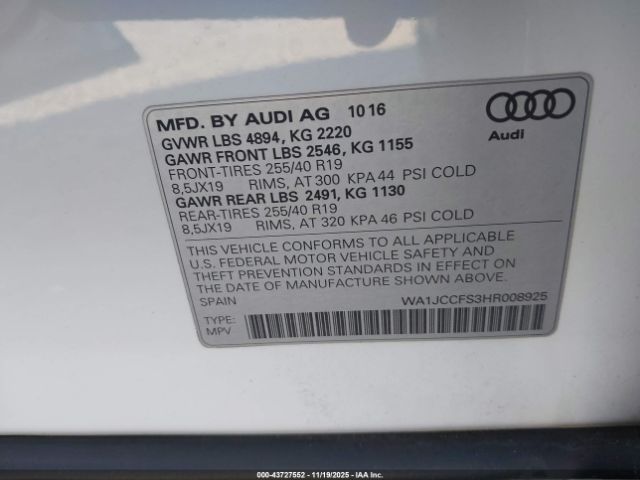 MFD. BY AUDI AG 10 16
GVWR LBS 4894, KG 2220
GAWR FRONT LBS 2546, KG 1155
FRONT-TIRES 255/40 R19
8,5JX19 RIMS, AT 300 KPA 44 PSI COLD
GAWR REAR LBS 2491, KG 1130
REAR-TIRES 255/40 R19
8,5JX19 RIMS, AT 320 KPA 46 PSI COLD
Audi
THIS VEHICLE CONFORMS TO ALL APPLICABLE
U.S. FEDERAL MOTOR VEHICLE SAFETY AND
THEFT PREVENTION STANDARDS IN EFFECT ON
THE DATE OF MANUFACTURE SHOWN ABOVE.
SPAIN WA1JCCFS3HR008925
TYPE:
MPV
000-43727552 - 11/19/2025 - IAAI Inc.